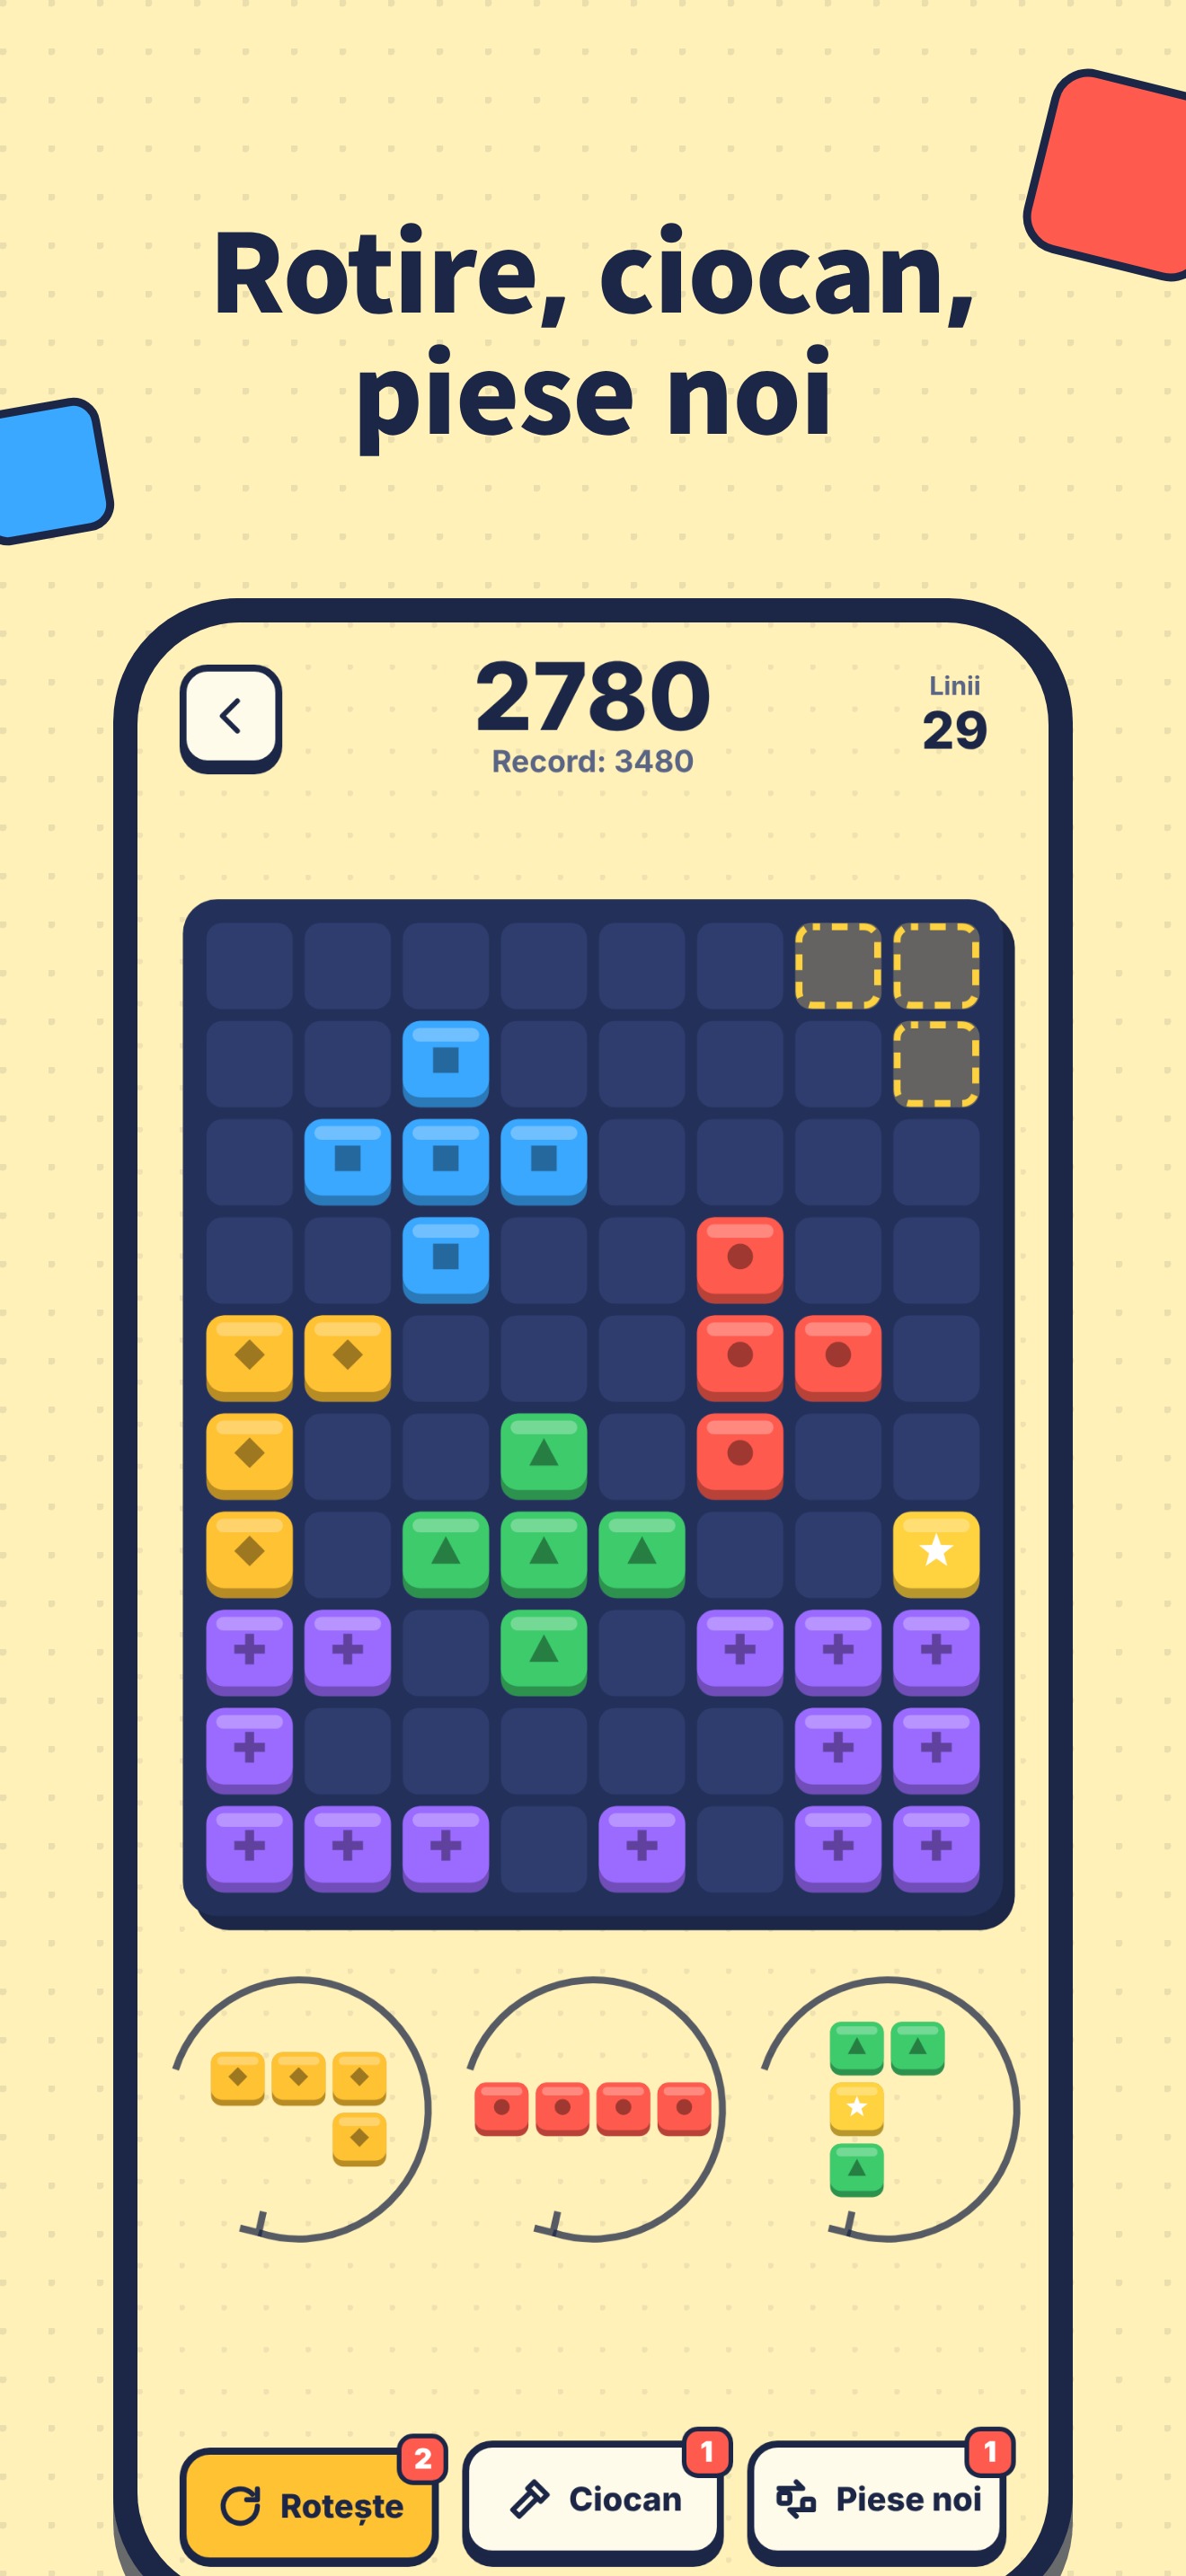 Rotire, ciocan,
piese noi
2780
Record: 3480
Linii
29
2
1
1
Rotește
Ciocan
Piese noi